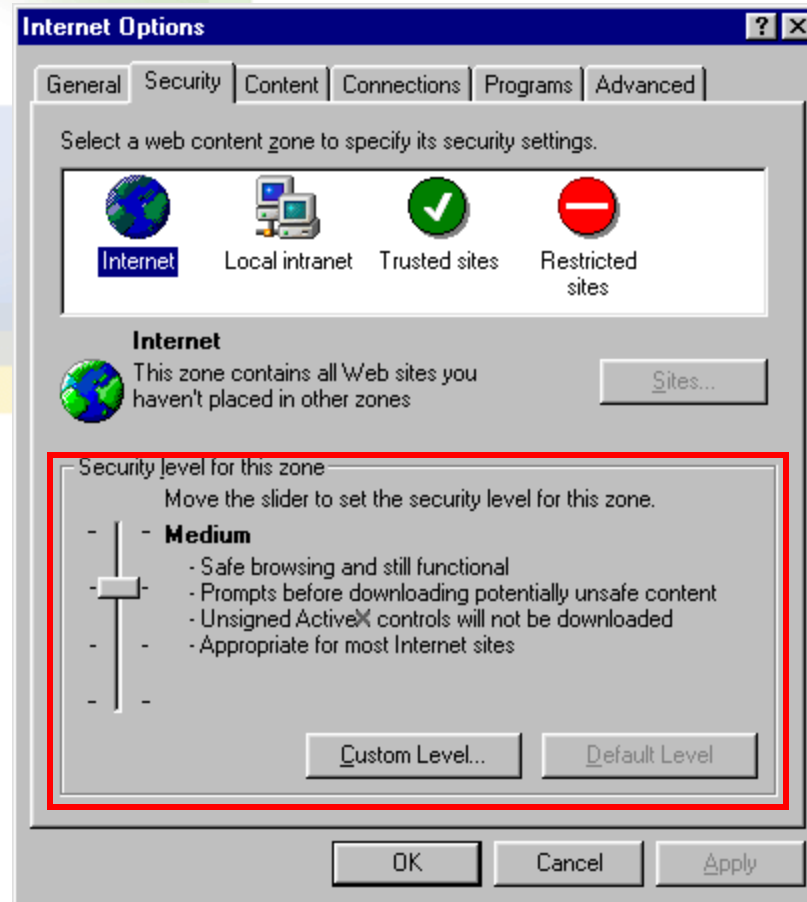 Internet Options
General Security Content Connections Programs Advanced
Select a web content zone to specify its security settings.
Internet Local intranet Trusted sites Restricted sites
Internet
This zone contains all Web sites you
haven't placed in other zones
Sites...
Security level for this zone
Move the slider to set the security level for this zone.
Medium
- Safe browsing and still functional
- Prompts before downloading potentially unsafe content
- Unsigned ActiveX controls will not be downloaded
- Appropriate for most Internet sites
Custom Level... Default Level
OK Cancel Apply